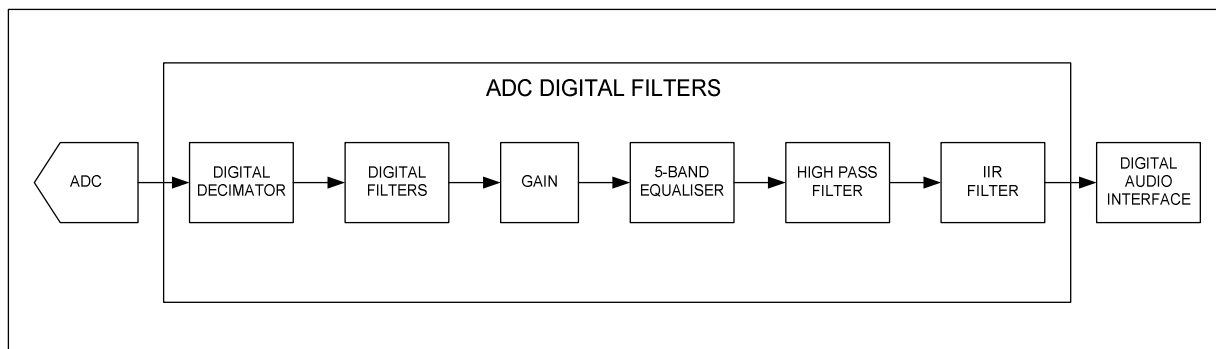 ADC DIGITAL FILTERS
ADC
DIGITAL
DECIMATOR
DIGITAL
FILTERS
GAIN
5-BAND
EQUALISER
HIGH PASS
FILTER
IIR
FILTER
DIGITAL
AUDIO
INTERFACE